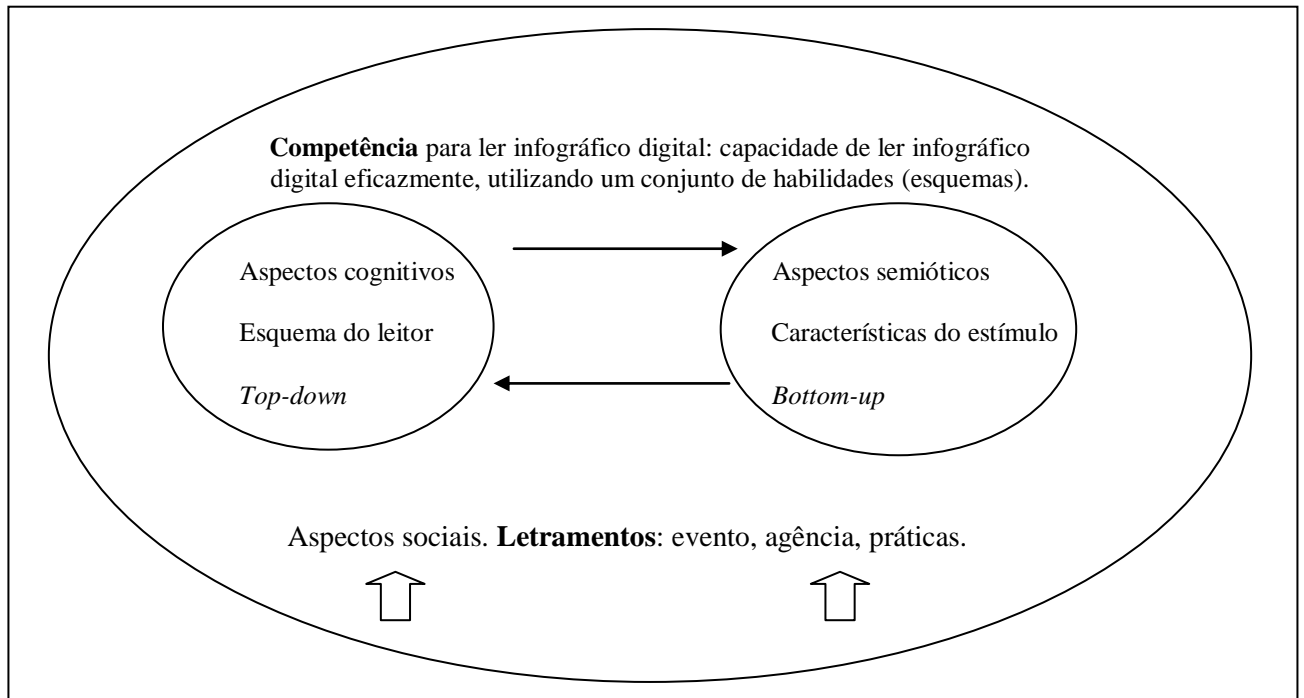 Competência para ler infográfico digital: capacidade de ler infográfico
digital eficazmente, utilizando um conjunto de habilidades (esquemas).
Aspectos cognitivos
Esquema do leitor
Top-down
Aspectos semióticos
Características do estímulo
Bottom-up
Aspectos sociais. Letramentos: evento, agência, práticas.